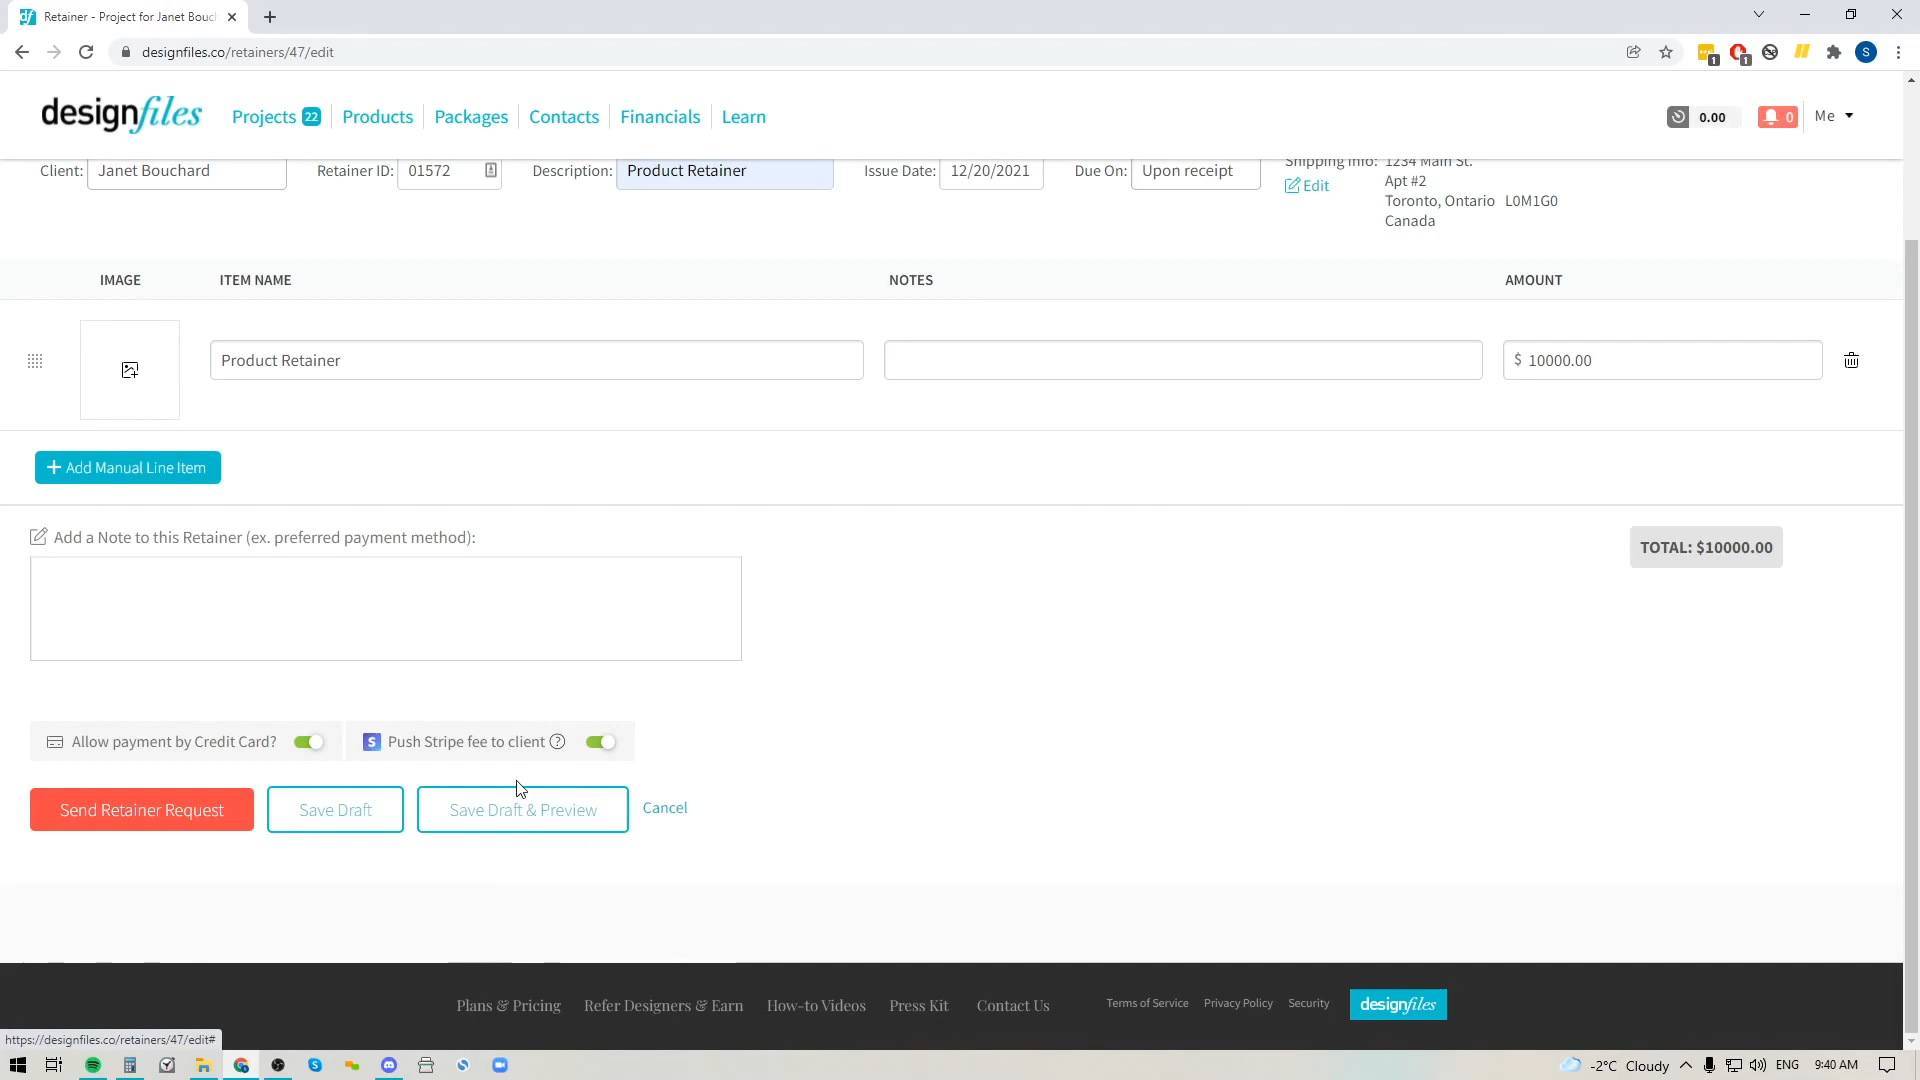 Retainer - Project for Janet Bouc
designfiles.co/retainers/47/edit
1
1
S
designfiles
Projects 22
Products
Packages
Contacts
Financials
Learn
0.00
0
Me
Client: Janet Bouchard
Retainer ID: 01572
Description: Product Retainer
Issue Date: 12/20/2021
Due On: Upon receipt
Shipping Info: 1234 Main St.
Edit
Apt #2
Toronto, Ontario L0M1G0
Canada
IMAGE ITEM NAME NOTES AMOUNT
Product Retainer $ 10000.00
+ Add Manual Line Item
Add a Note to this Retainer (ex. preferred payment method):
TOTAL: $10000.00
Allow payment by Credit Card?
S Push Stripe fee to client ?
Send Retainer Request
Save Draft
Save Draft & Preview
Cancel
Plans & Pricing Refer Designers & Earn How-to Videos Press Kit Contact Us Terms of Service Privacy Policy Security designfiles
https://designfiles.co/retainers/47/edit#
-2°C Cloudy ENG 9:40 AM